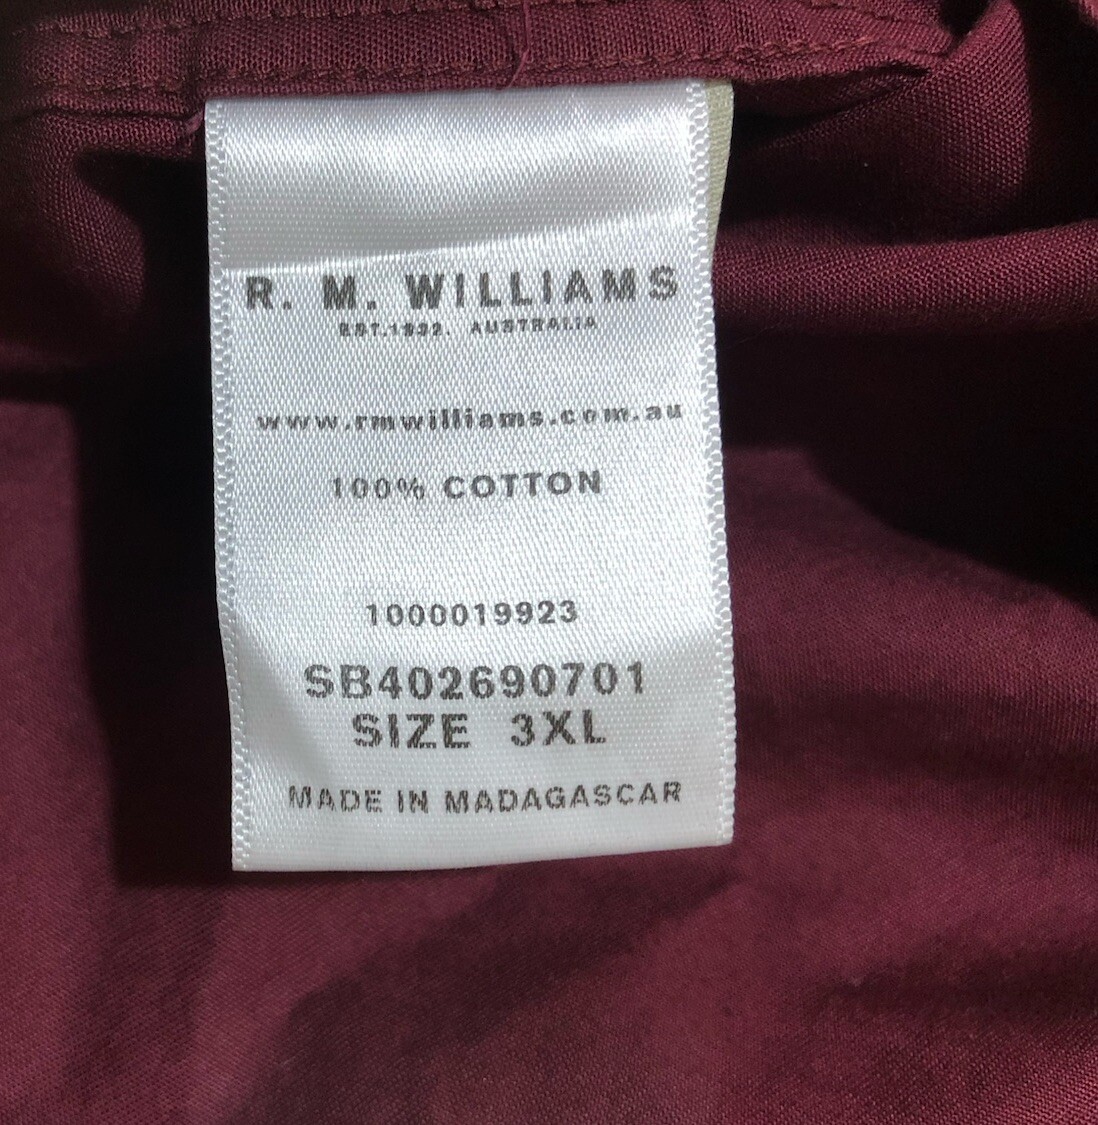 R. M. WILLIAMS
EST.1932. AUSTRALIA
www.rmwilliams.com.au
100% COTTON
1000019923
SB402690701
SIZE 3XL
MADE IN MADAGASCAR